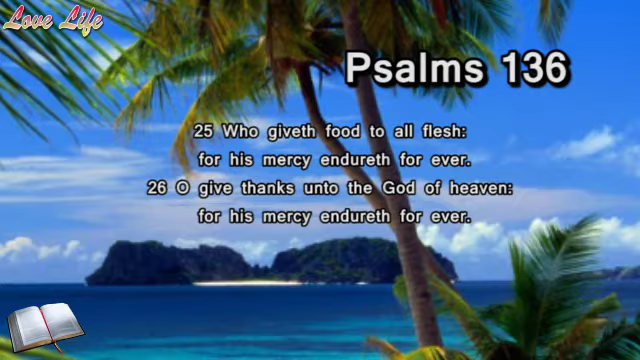 Love Life
Psalms 136
25 Who giveth food to all flesh:
for his mercy endureth for ever.
26 O give thanks unto the God of heaven:
for his mercy endureth for ever.